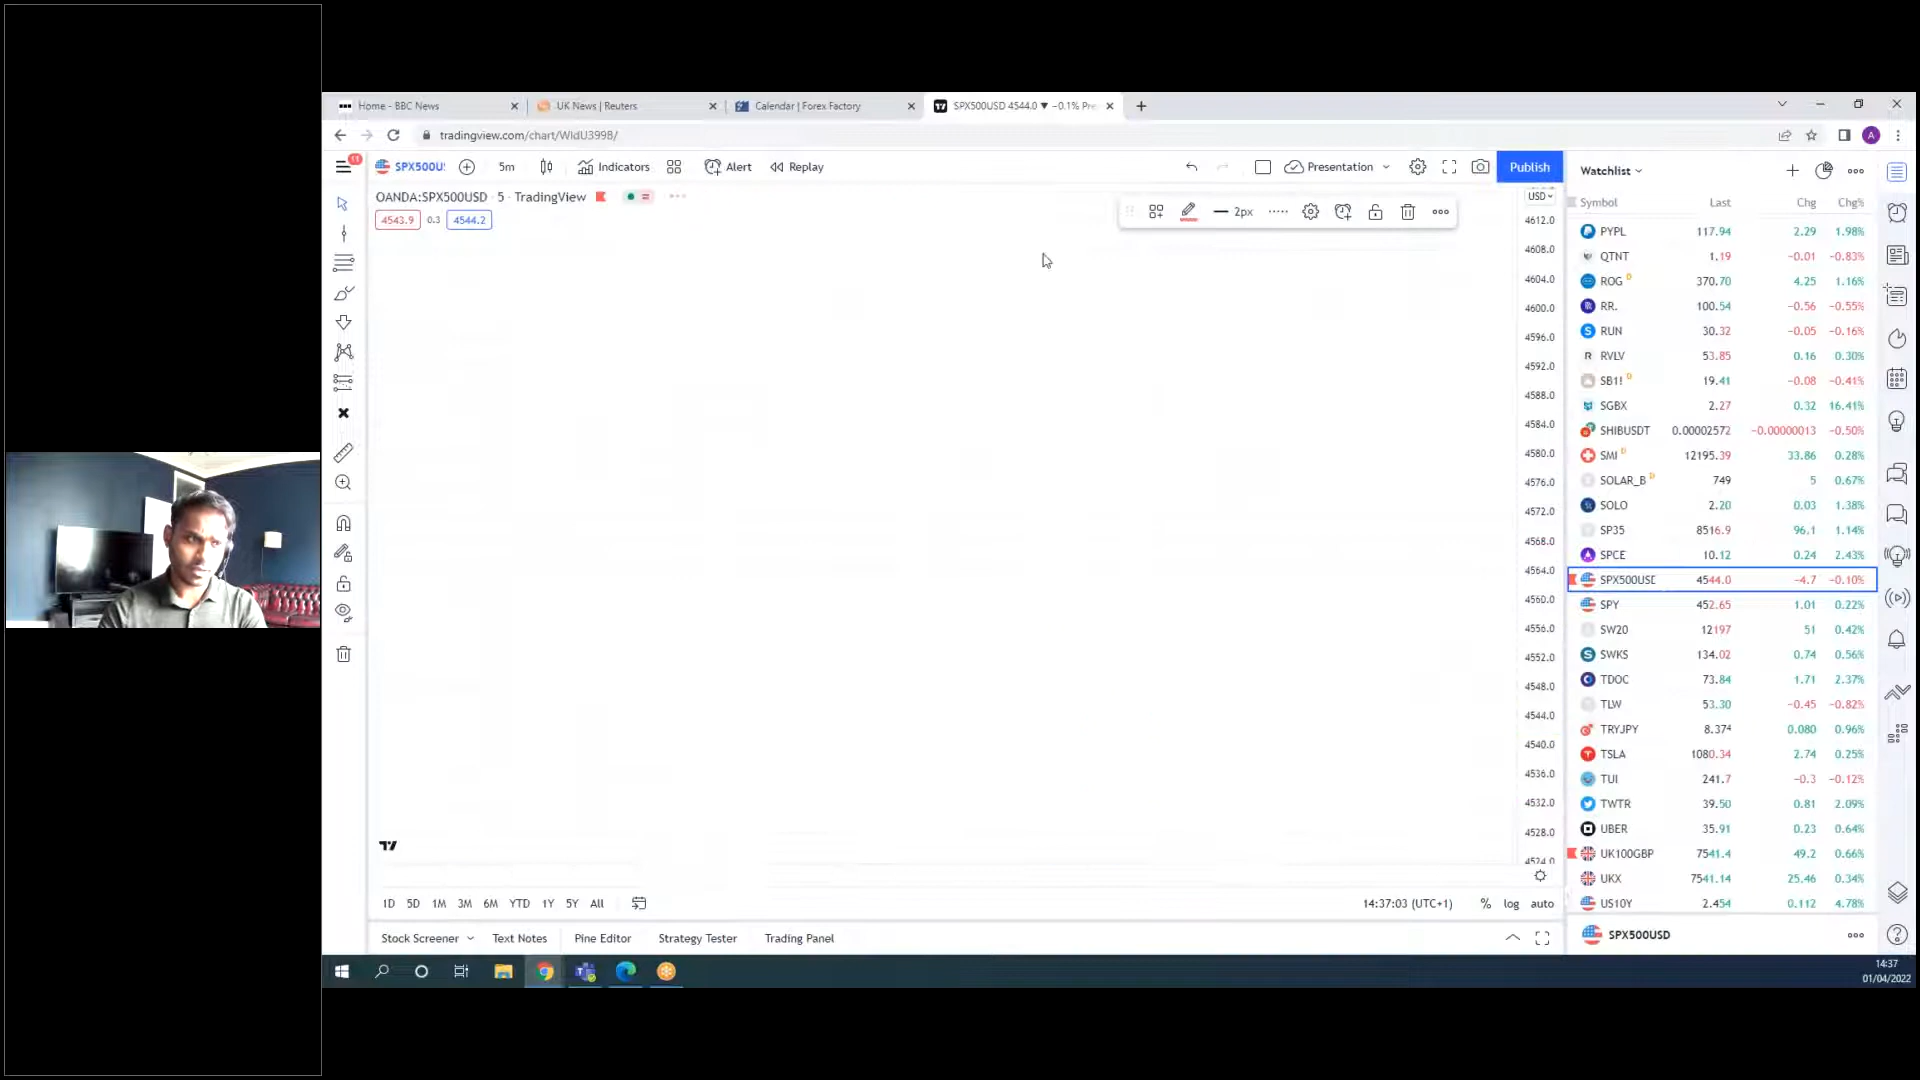 Home - BBC News
UK News | Reuters
Calendar | Forex Factory
SPX500USD 4544.0 ▼ −0.1% Pre
tradingview.com/chart/WIdU3998/
A
11
SPX500U
5m
Indicators
Alert
Replay
Presentation
Publish
OANDA:SPX500USD · 5 · TradingView
4543.9 0.3 4544.2
2px
USD
4612.0
4608.0
4604.0
4600.0
4596.0
4592.0
4588.0
4584.0
4580.0
4576.0
4572.0
4568.0
4564.0
4560.0
4556.0
4552.0
4548.0
4544.0
4540.0
4536.0
4532.0
4528.0
4524.0
Watchlist
Symbol Last Chg Chg%
PYPL 117.94 2.29 1.98%
QTNT 1.19 −0.01 −0.83%
ROG D 370.70 4.25 1.16%
RR. 100.54 −0.56 −0.55%
RUN 30.32 −0.05 −0.16%
RVLV 53.85 0.16 0.30%
SB1! D 19.41 −0.08 −0.41%
SGBX 2.27 0.32 16.41%
SHIBUSDT 0.00002572 −0.00000013 −0.50%
SMI D 12195.39 33.86 0.28%
SOLAR_B D 749 5 0.67%
SOLO 2.20 0.03 1.38%
SP35 8516.9 96.1 1.14%
SPCE 10.12 0.24 2.43%
SPX500USD 4544.0 −4.7 −0.10%
SPY 452.65 1.01 0.22%
SW20 12197 51 0.42%
SWKS 134.02 0.74 0.56%
TDOC 73.84 1.71 2.37%
TLW 53.30 −0.45 −0.82%
TRYJPY 8.374 0.080 0.96%
TSLA 1080.34 2.74 0.25%
TUI 241.7 −0.3 −0.12%
TWTR 39.50 0.81 2.09%
UBER 35.91 0.23 0.64%
UK100GBP 7541.4 49.2 0.66%
UKX 7541.14 25.46 0.34%
US10Y 2.454 0.112 4.78%
SPX500USD
1D 5D 1M 3M 6M YTD 1Y 5Y All
14:37:03 (UTC+1) % log auto
Stock Screener Text Notes Pine Editor Strategy Tester Trading Panel
14:37
01/04/2022